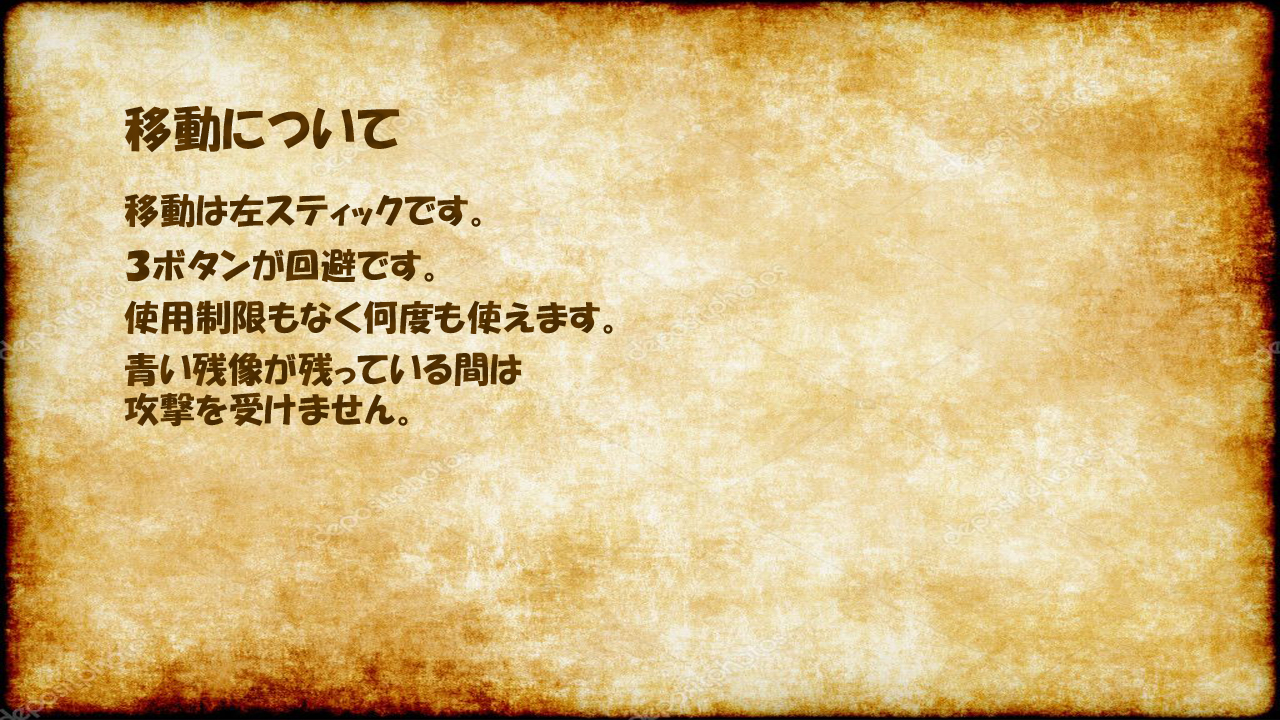 移動について
移動は左スティックです。
3ボタンが回避です。
使用制限もなく何度も使えます。
青い残像が残っている間は
攻撃を受けません。
depositphotos